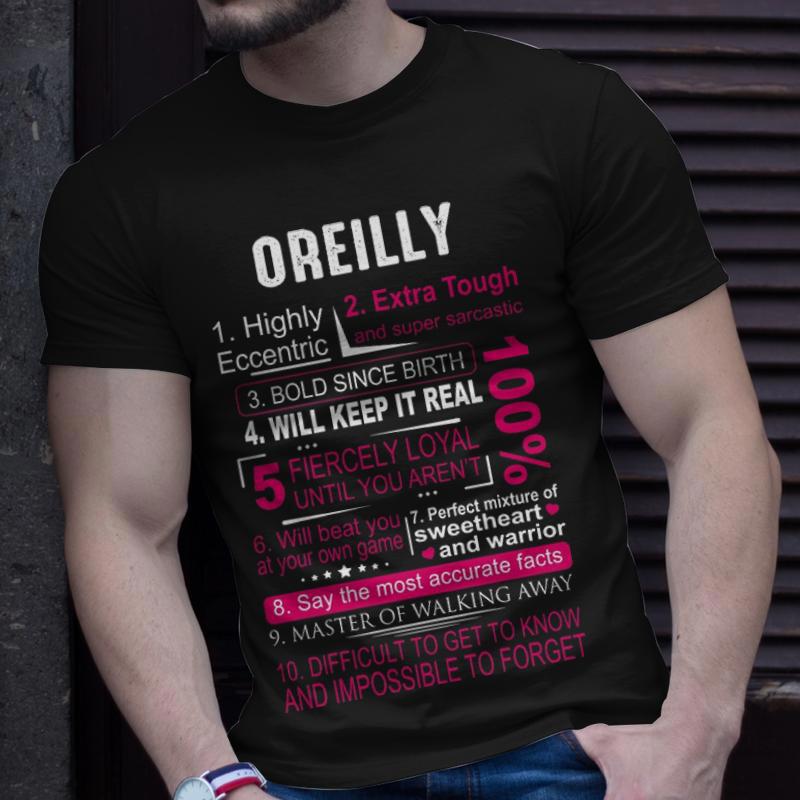 OREILLY
1. Highly
Eccentric
2. Extra Tough
and super sarcastic
3. BOLD SINCE BIRTH
4. WILL KEEP IT REAL
100%
5 FIERCELY LOYAL
UNTIL YOU AREN'T
6. Will beat you
at your own game
7. Perfect mixture of
sweetheart
and warrior
8. Say the most accurate facts
9. MASTER OF WALKING AWAY
10. DIFFICULT TO GET TO KNOW
AND IMPOSSIBLE TO FORGET